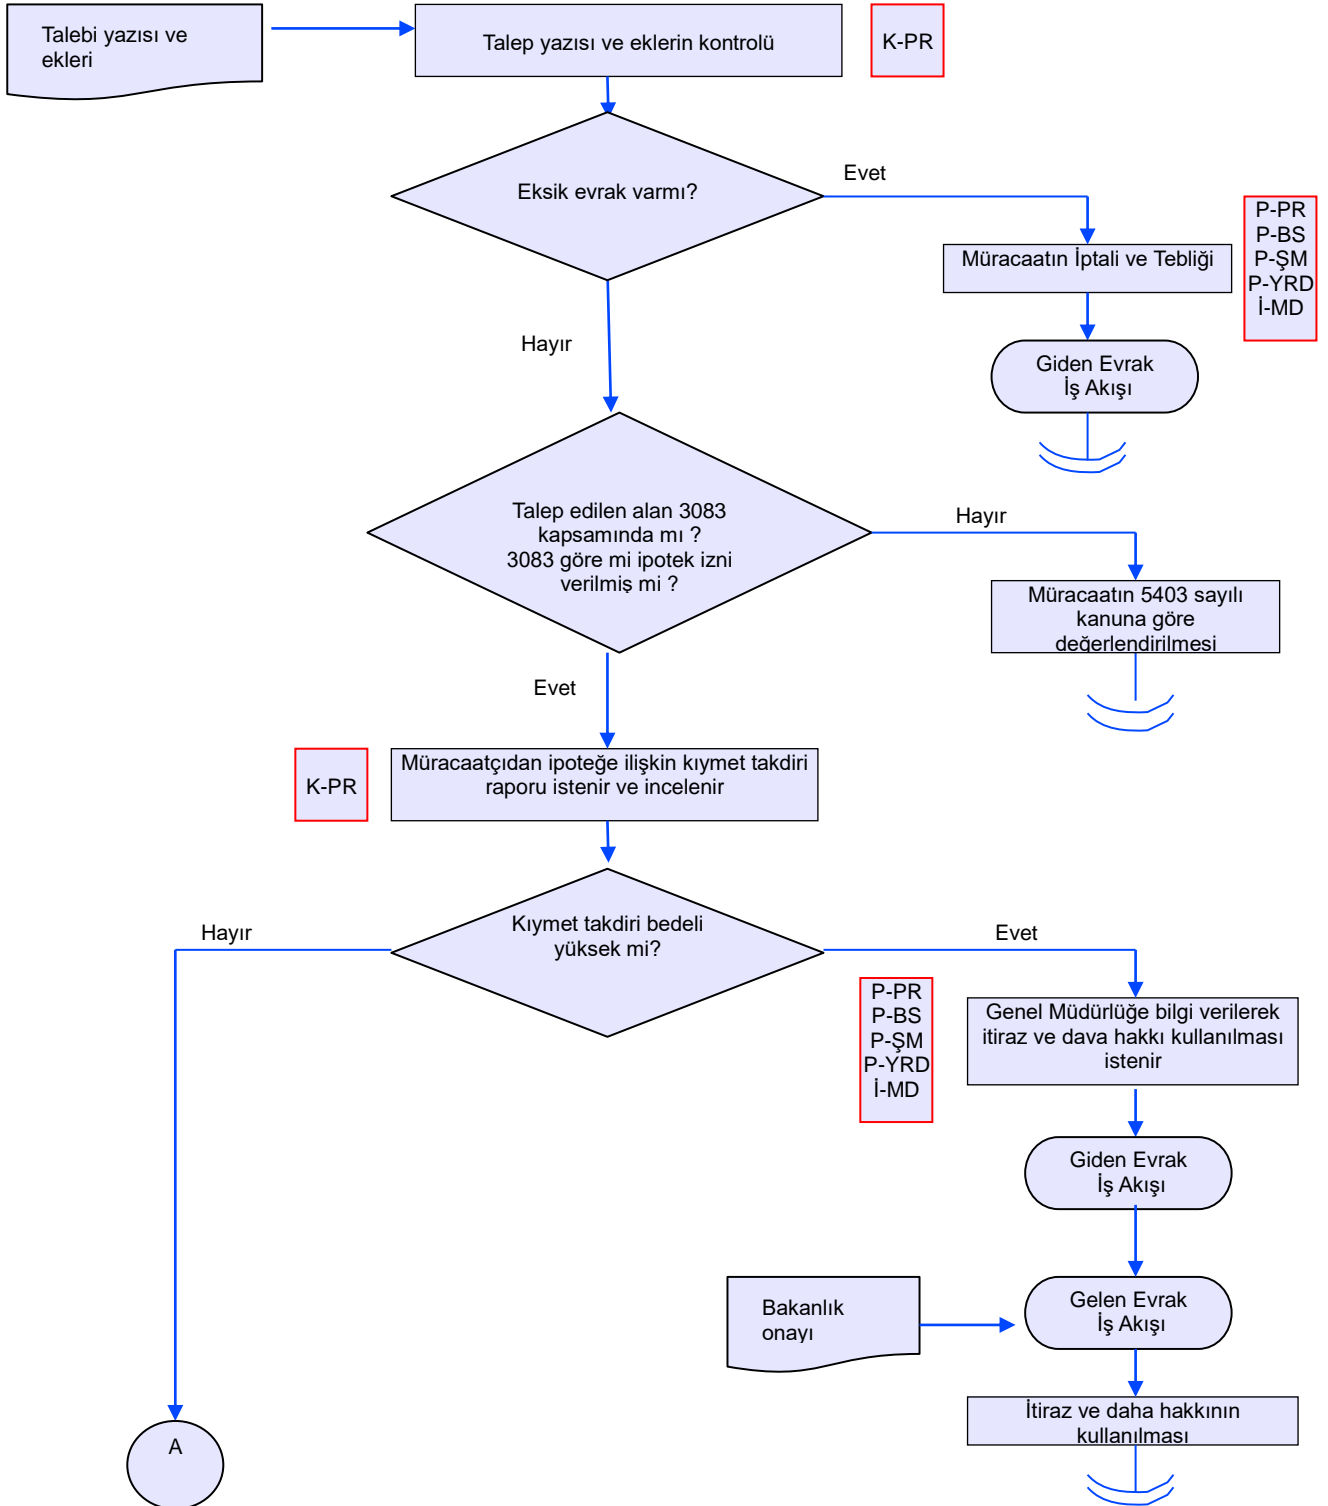 Talebi yazısı ve
ekleri
Talep yazısı ve eklerin kontrolü
K-PR
Eksik evrak varmı?
Evet
P-PR
P-BS
P-ŞM
P-YRD
İ-MD
Müracaatın İptali ve Tebliği
Hayır
Giden Evrak
İş Akışı
Talep edilen alan 3083
kapsamında mı ?
3083 göre mi ipotek izni
verilmiş mi ?
Hayır
Müracaatın 5403 sayılı
kanuna göre
değerlendirilmesi
Evet
K-PR
Müracaatçıdan ipoteğe ilişkin kıymet takdiri
raporu istenir ve incelenir
Kıymet takdiri bedeli
yüksek mi?
Hayır
Evet
P-PR
P-BS
P-ŞM
P-YRD
İ-MD
Genel Müdürlüğe bilgi verilerek
itiraz ve dava hakkı kullanılması
istenir
Giden Evrak
İş Akışı
Bakanlık
onayı
Gelen Evrak
İş Akışı
İtiraz ve daha hakkının
kullanılması
A